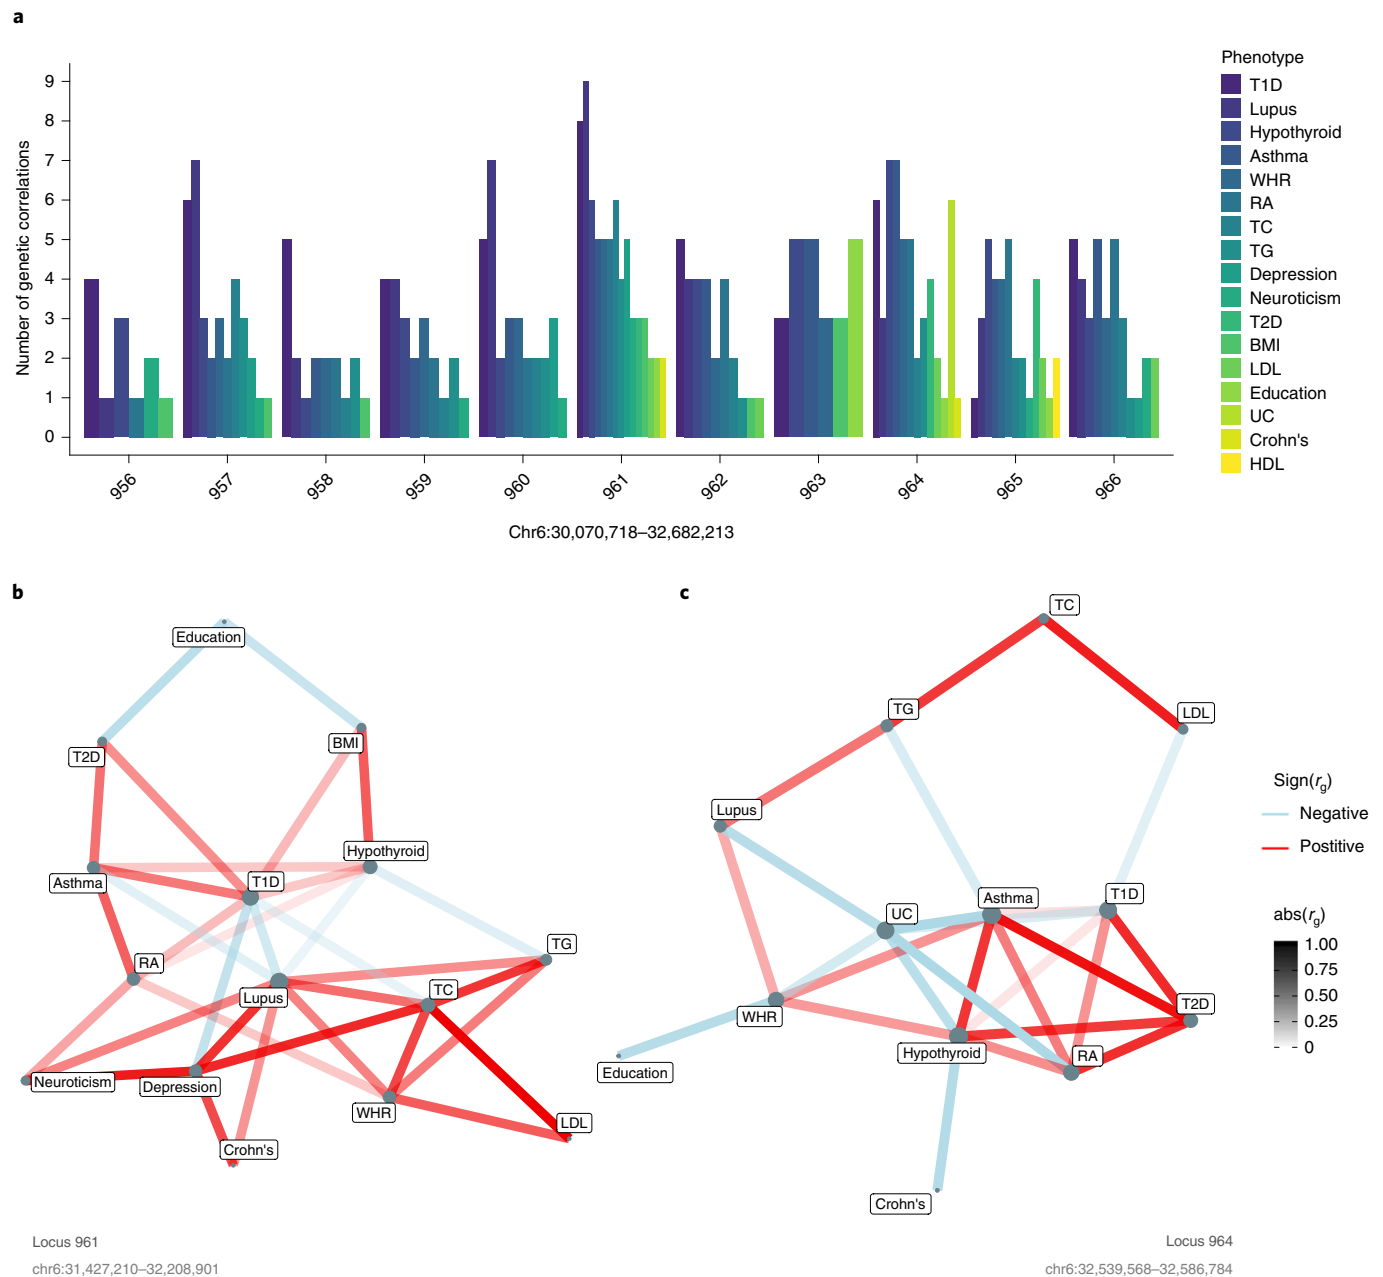 a
Number of genetic correlations
9
8
7
6
5
4
3
2
1
0
956
957
958
959
960
961
962
963
964
965
966
Chr6:30,070,718–32,682,213
Phenotype
T1D
Lupus
Hypothyroid
Asthma
WHR
RA
TC
TG
Depression
Neuroticism
T2D
BMI
LDL
Education
UC
Crohn's
HDL
b
Education
T2D
BMI
Hypothyroid
Asthma
T1D
RA
TG
Lupus
TC
Neuroticism
Depression
WHR
LDL
Crohn's
Locus 961
chr6:31,427,210–32,208,901
c
TC
TG
LDL
Lupus
Asthma
T1D
UC
WHR
T2D
Hypothyroid
RA
Education
Crohn's
Locus 964
chr6:32,539,568–32,586,784
Sign(rg)
Negative
Postitive
abs(rg)
1.00
0.75
0.50
0.25
0